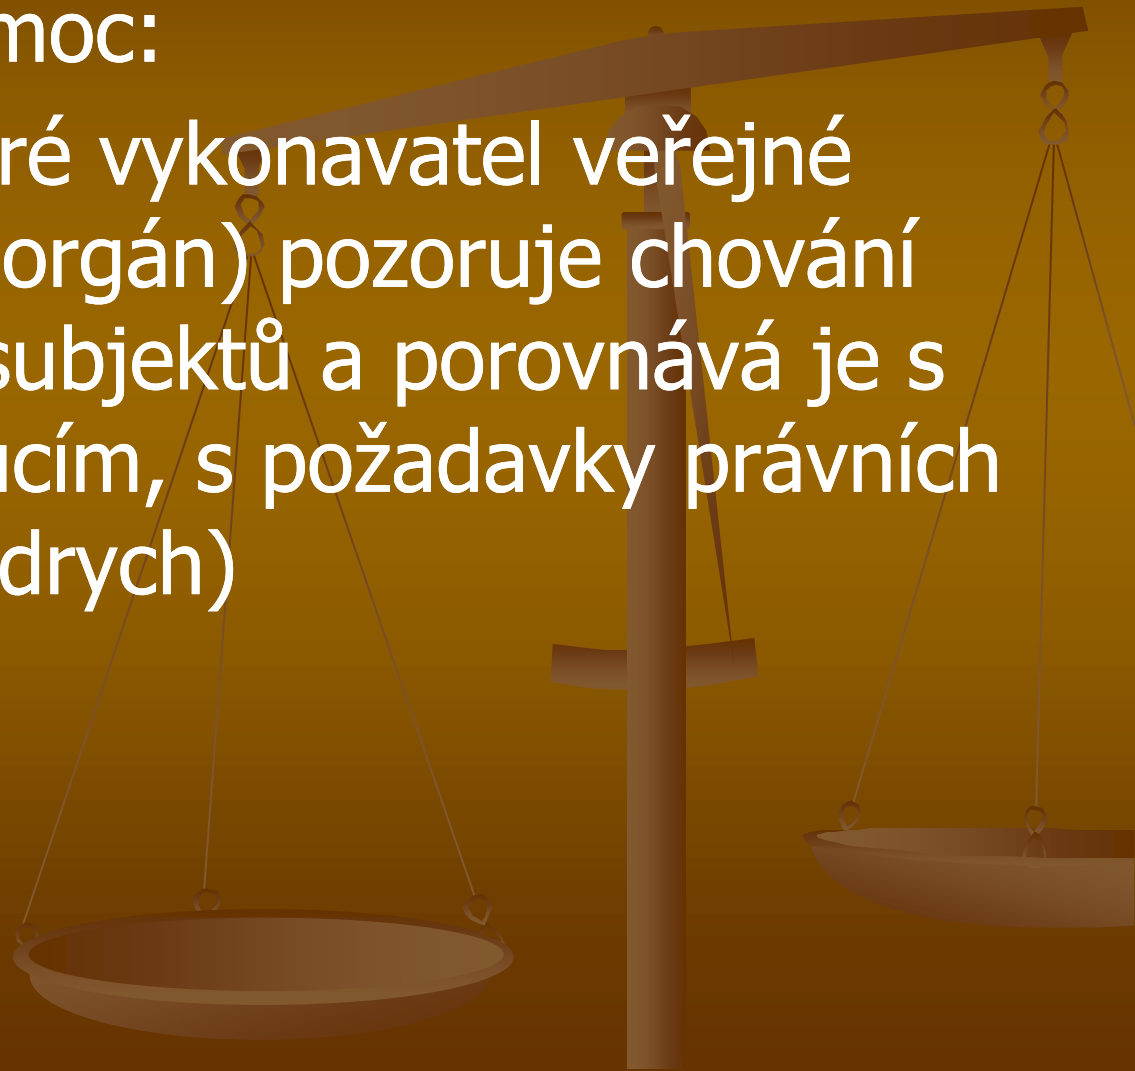 moc:
ré vykonavatel veřejné
orgán) pozoruje chování
subjektů a porovnává je s
ucím, s požadavky právních
drych)